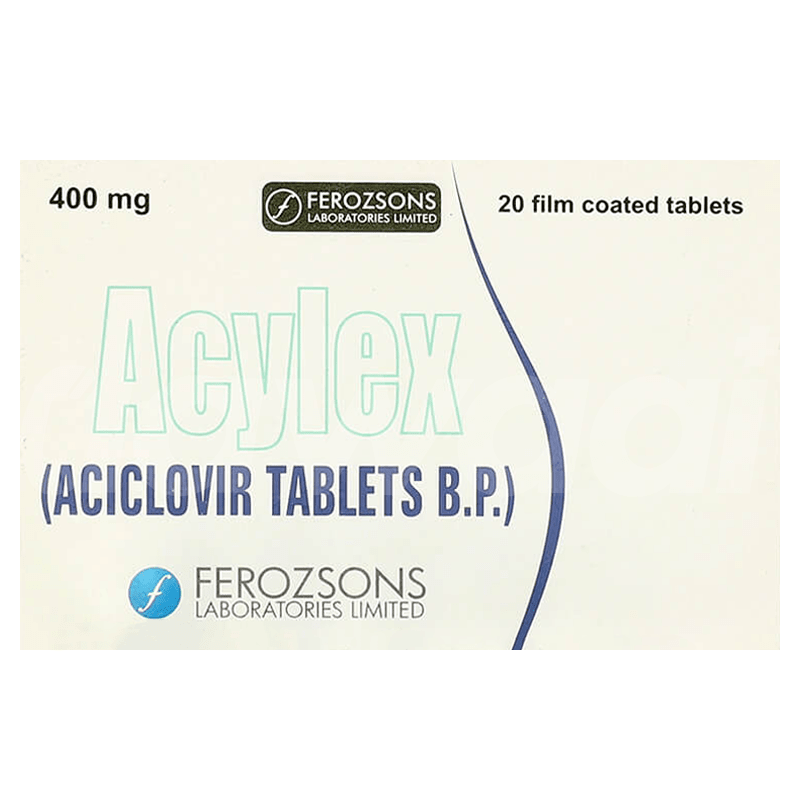 400 mg
FEROZSONS
LABORATORIES LIMITED
20 film coated tablets
Acylex
(ACICLOVIR TABLETS B.P.)
FEROZSONS
LABORATORIES LIMITED